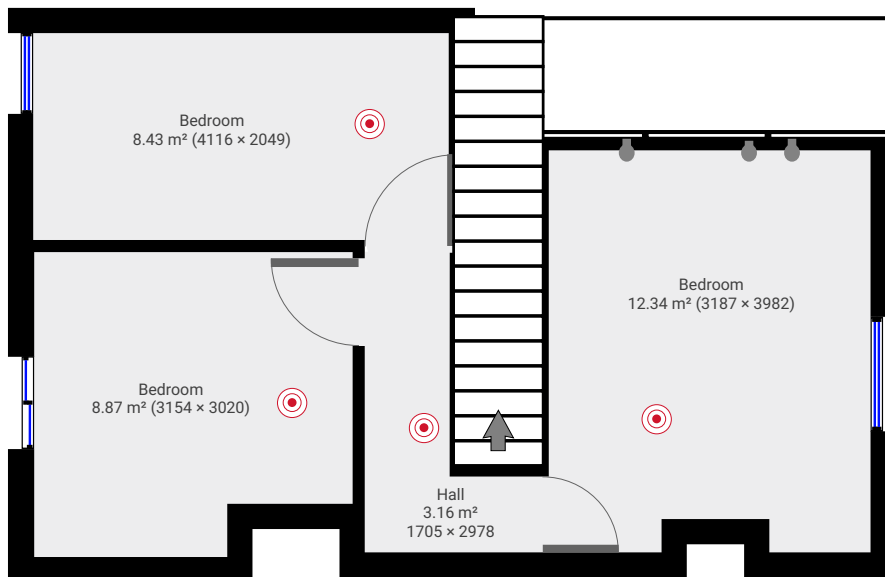 Bedroom
8.43 m² (4116 × 2049)
Bedroom
12.34 m² (3187 × 3982)
Bedroom
8.87 m² (3154 × 3020)
Hall
3.16 m²
1705 × 2978